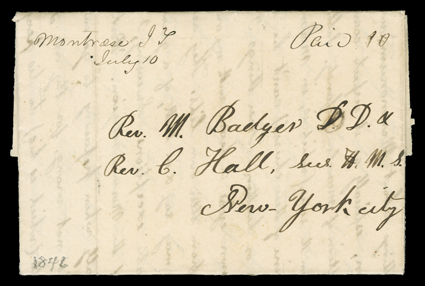 Montrose I T
July 10
Paid 10
Rev. M. Badger D. D. &
Rev. C. Hall, Sec H. M. S.
New-York city
1842